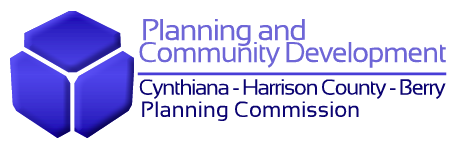 Planning and
Community Development
Cynthiana - Harrison County - Berry
Planning Commission